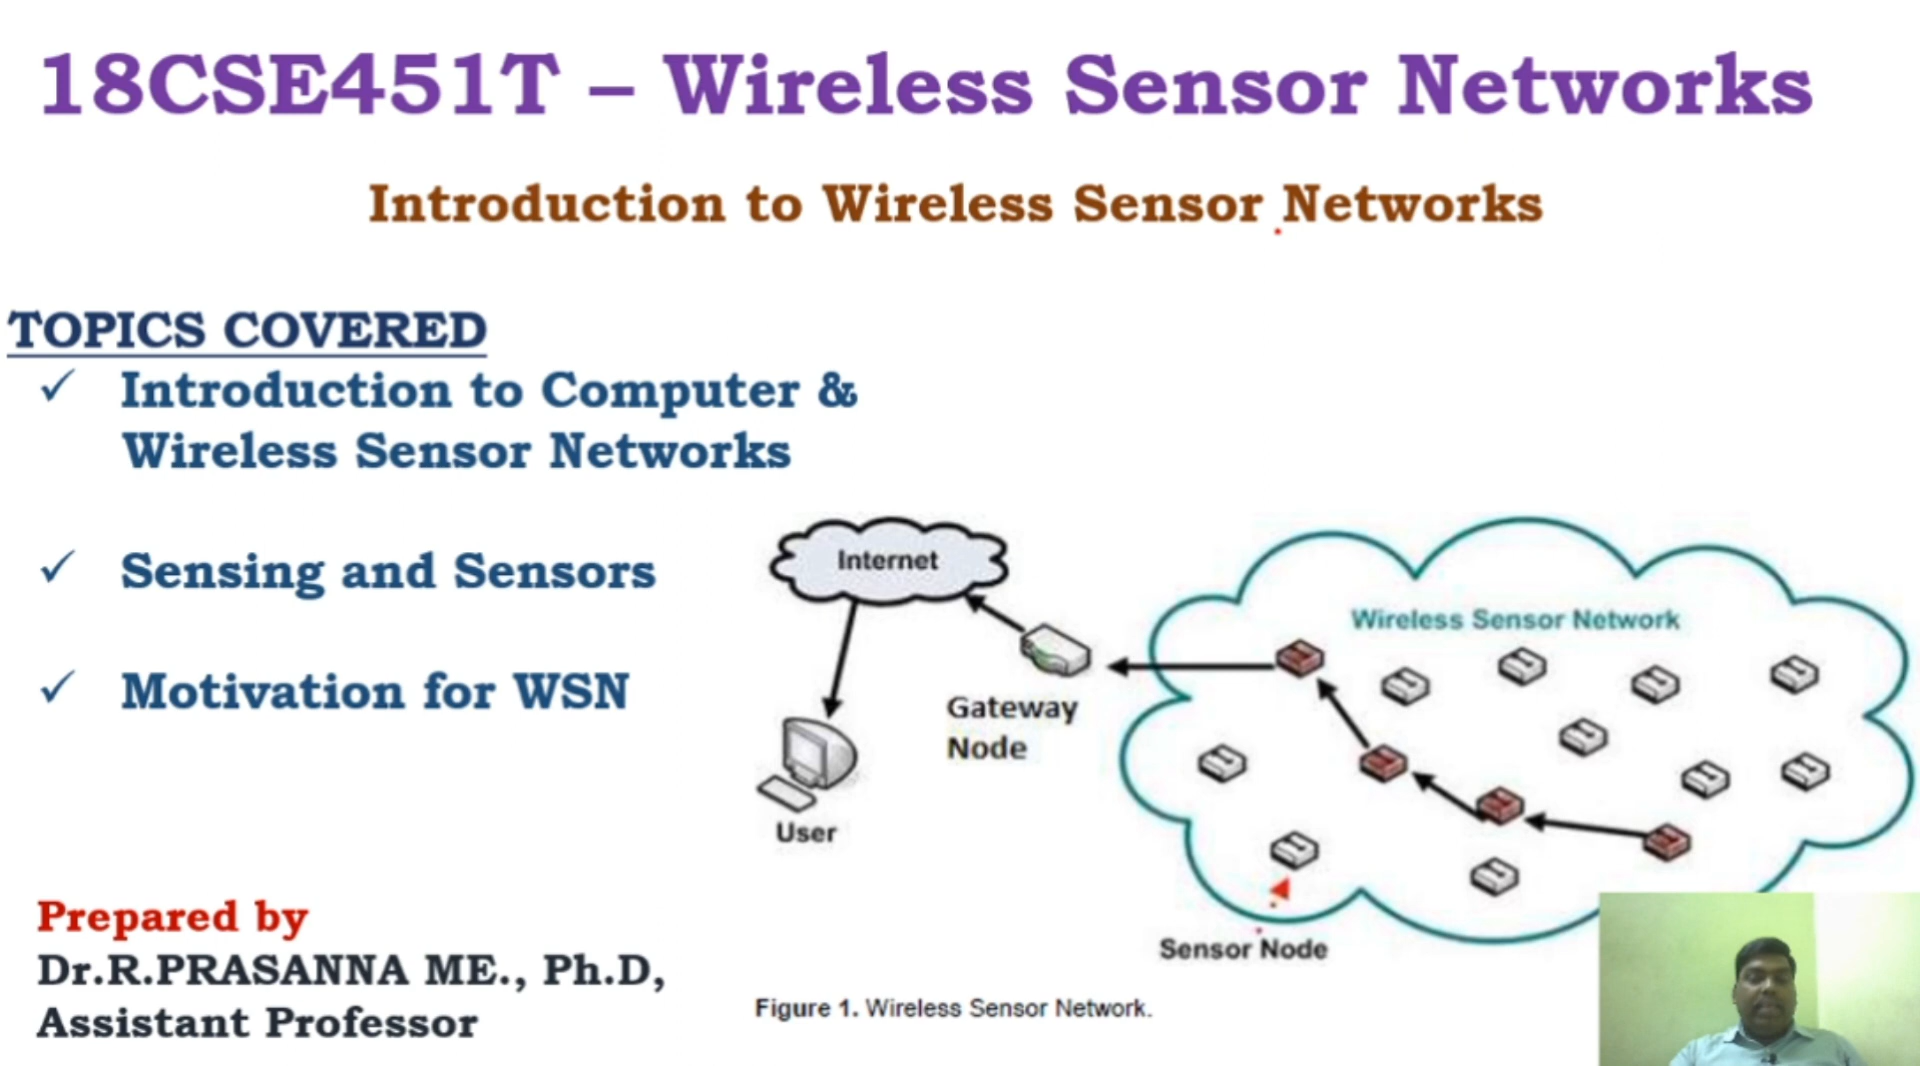 18CSE451T – Wireless Sensor Networks
Introduction to Wireless Sensor Networks
TOPICS COVERED
✓ Introduction to Computer &
Wireless Sensor Networks
✓ Sensing and Sensors
✓ Motivation for WSN
Internet
Wireless Sensor Network
Gateway
Node
User
Sensor Node
Figure 1. Wireless Sensor Network.
Prepared by
Dr.R.PRASANNA ME., Ph.D,
Assistant Professor